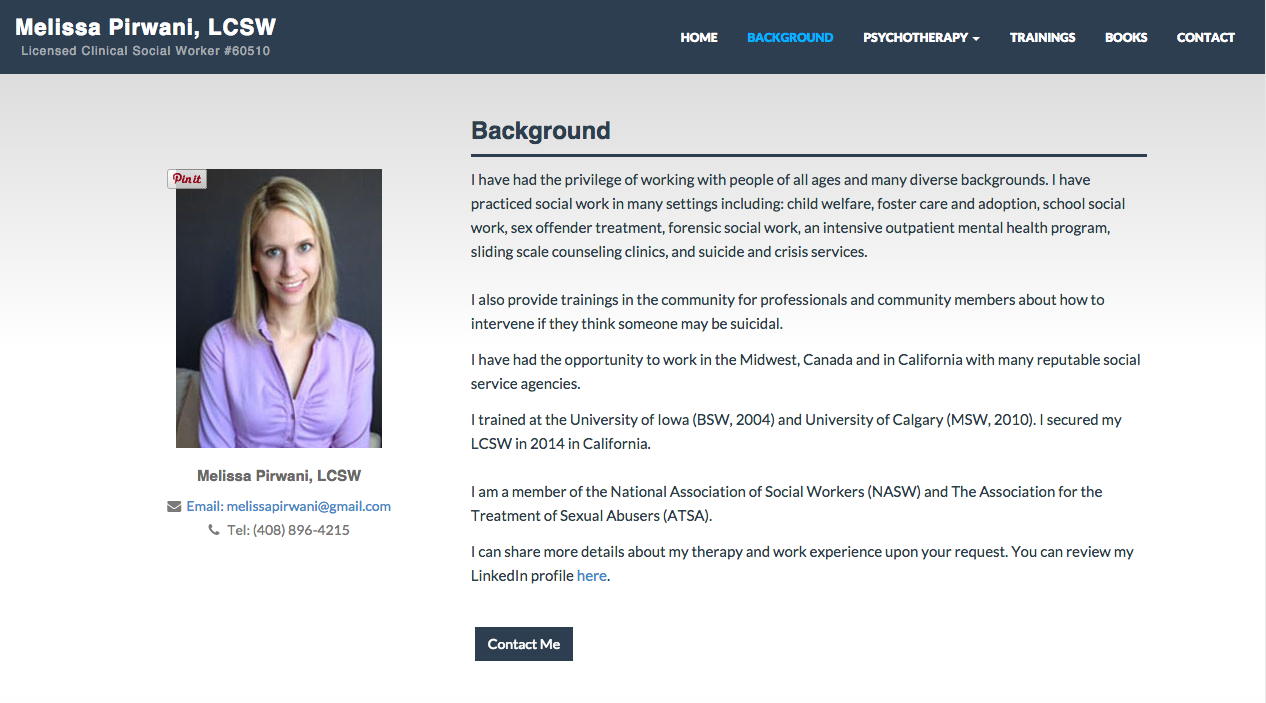 Melissa Pirwani, LCSW
Licensed Clinical Social Worker #60510
HOME BACKGROUND PSYCHOTHERAPY TRAININGS BOOKS CONTACT
Background
Pin it
I have had the privilege of working with people of all ages and many diverse backgrounds. I have
practiced social work in many settings including: child welfare, foster care and adoption, school social
work, sex offender treatment, forensic social work, an intensive outpatient mental health program,
sliding scale counseling clinics, and suicide and crisis services.
I also provide trainings in the community for professionals and community members about how to
intervene if they think someone may be suicidal.
I have had the opportunity to work in the Midwest, Canada and in California with many reputable social
service agencies.
I trained at the University of Iowa (BSW, 2004) and University of Calgary (MSW, 2010). I secured my
LCSW in 2014 in California.
I am a member of the National Association of Social Workers (NASW) and The Association for the
Treatment of Sexual Abusers (ATSA).
I can share more details about my therapy and work experience upon your request. You can review my
LinkedIn profile here.
Contact Me
Melissa Pirwani, LCSW
Email: melissapirwani@gmail.com
Tel: (408) 896-4215